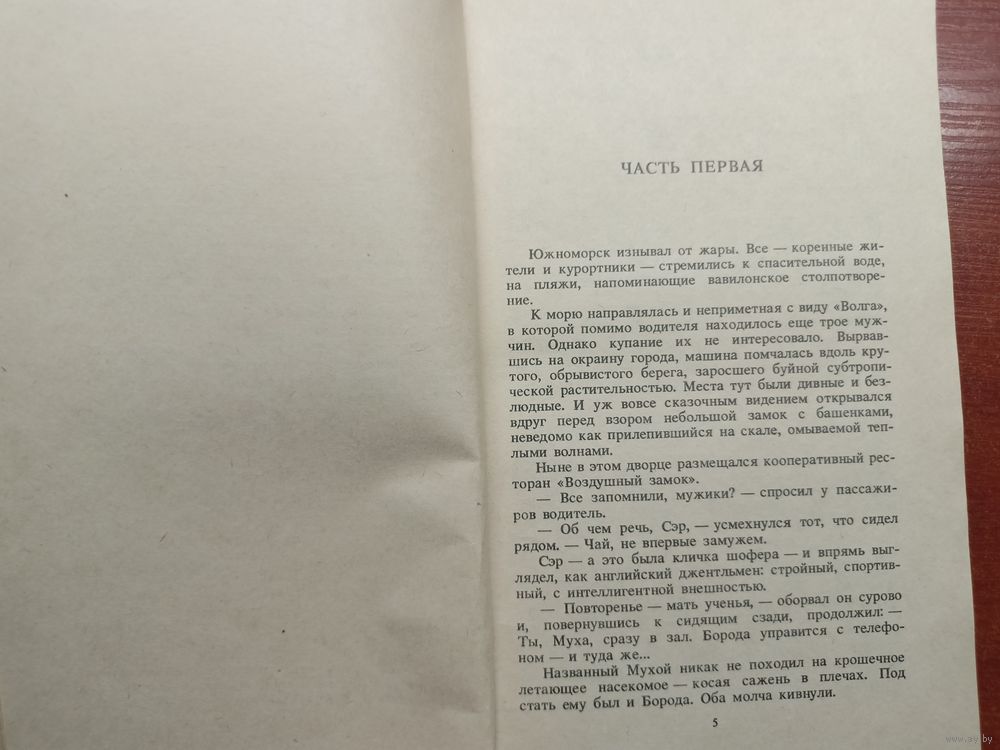 ЧАСТЬ ПЕРВАЯ
Южноморск изнывал от жары. Все — коренные жи-
тели и курортники — стремились к спасительной воде,
на пляжи, напоминающие вавилонское столпотворе-
ние.
К морю направлялась и неприметная с виду «Волга»,
в которой помимо водителя находилось еще трое муж-
чин. Однако купание их не интересовало. Вырвав-
шись на окраину города, машина помчалась вдоль кру-
того, обрывистого берега, заросшего буйной субтропи-
ческой растительностью. Места тут были дивные и без-
людные. И уж вовсе сказочным видением открывался
вдруг перед взором небольшой замок с башенками,
неведомо как прилепившийся на скале, омываемой теп-
лыми волнами.
Ныне в этом дворце размещался кооперативный рес-
торан «Воздушный замок».
— Все запомнили, мужики? — спросил у пассажи-
ров водитель.
— Об чем речь, Сэр, — усмехнулся тот, что сидел
рядом. — Чай, не впервые замужем.
Сэр — а это была кличка шофера — и впрямь выг-
лядел, как английский джентльмен: стройный, спортив-
ный, с интеллигентной внешностью.
— Повторенье — мать ученья, — оборвал он сурово
и, повернувшись к сидящим сзади, продолжил: —
Ты, Муха, сразу в зал. Борода управится с телефо-
ном — и туда же...
Названный Мухой никак не походил на крошечное
летающее насекомое — косая сажень в плечах. Под
стать ему был и Борода. Оба молча кивнули.
5
www.ay.by